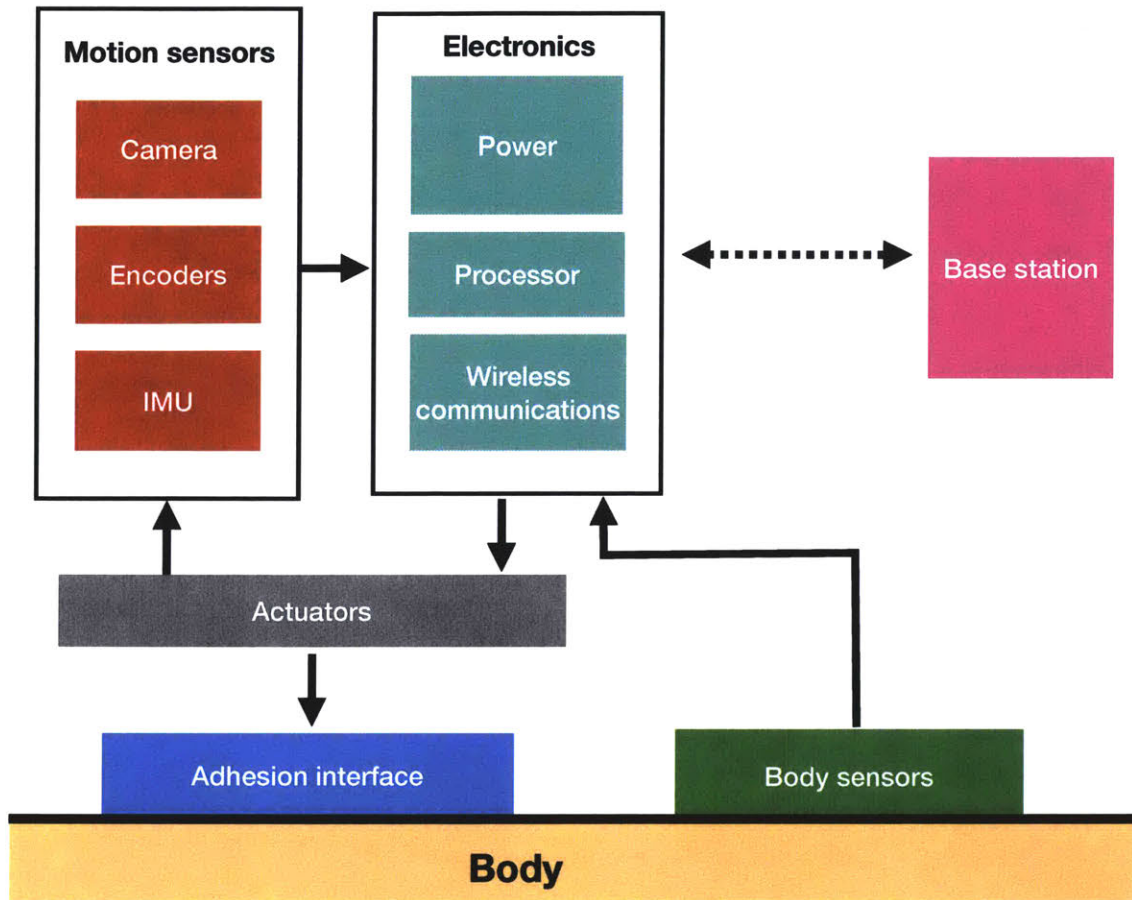 Motion sensors
Camera
Encoders
IMU
Electronics
Power
Processor
Wireless
communications
Base station
Actuators
Adhesion interface
Body sensors
Body